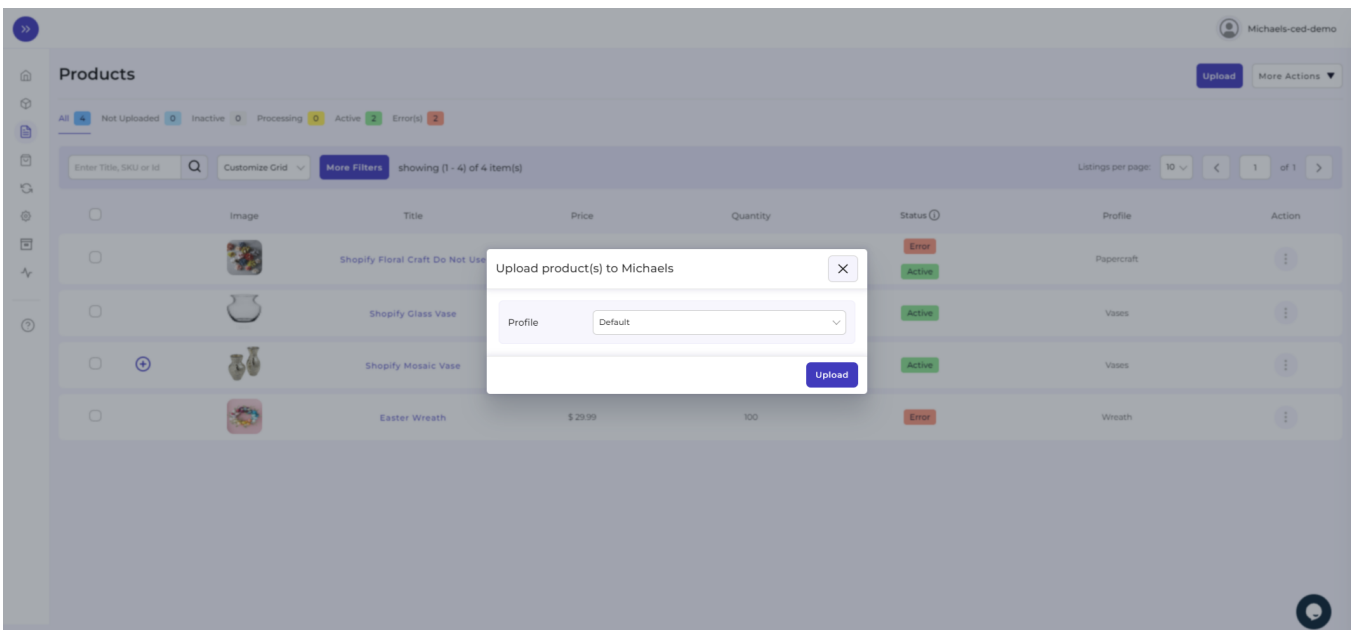 Michaels-ced-demo
Products
Upload
More Actions
All 4 Not Uploaded 0 Inactive 0 Processing 0 Active 2 Error(s) 2
Enter Title, SKU or Id
Customize Grid
More Filters
showing (1 - 4) of 4 item(s)
Listings per page: 10
1 of 1
Image Title Price Quantity Status Profile Action
Shopify Floral Craft Do Not Use
Error
Active
Papercraft
Shopify Glass Vase
Active
Vases
Shopify Mosaic Vase
Active
Vases
Easter Wreath
$ 29.99
100
Error
Wreath
Upload product(s) to Michaels
Profile
Default
Upload